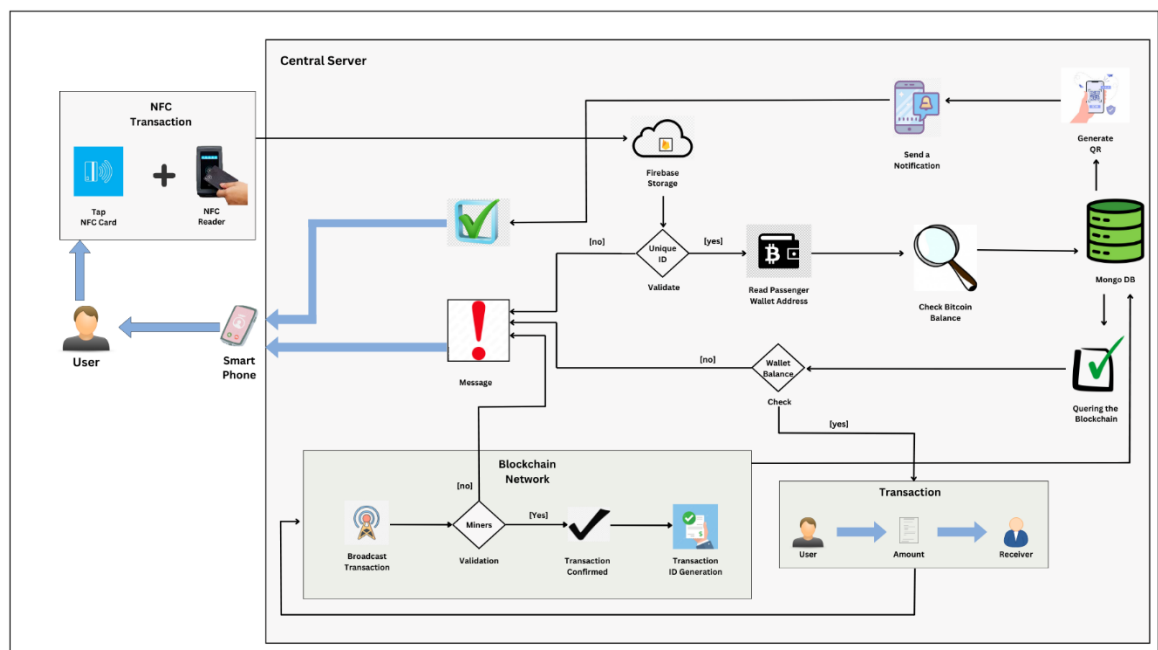 Central Server
NFC
Transaction
Tap
NFC Card
NFC
Reader
User
Smart
Phone
Firebase
Storage
Send a
Notification
Generate
QR
[no]
Unique
ID
[yes]
Validate
Read Passenger
Wallet Address
Check Bitcoin
Balance
Mongo DB
Message
[no]
Wallet
Balance
Check
[yes]
Quering the
Blockchain
Blockchain
Network
[no]
Broadcast
Transaction
Miners
Validation
[Yes]
Transaction
Confirmed
Transaction
ID Generation
Transaction
User
Amount
Receiver